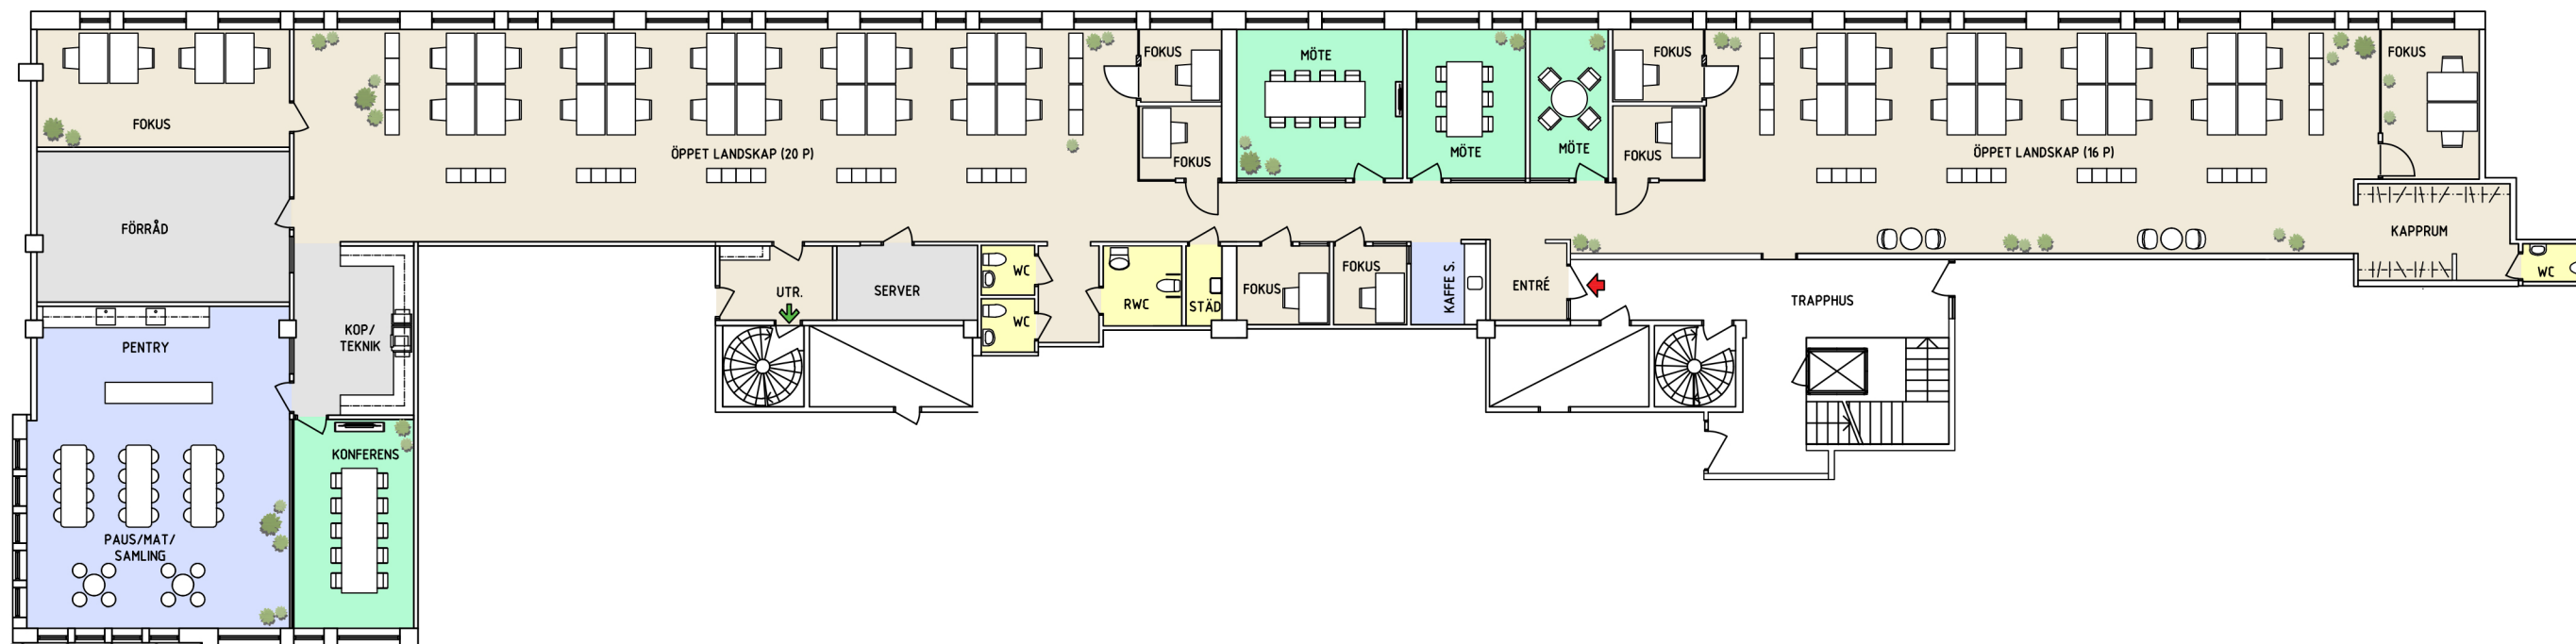 FOKUS
MÖTE
FOKUS
FOKUS
FOKUS
ÖPPET LANDSKAP (20 P)
FOKUS
MÖTE
MÖTE
FOKUS
ÖPPET LANDSKAP (16 P)
FÖRRÅD
KAPPRUM
UTR.
SERVER
WC
WC
RWC
STÄD
FOKUS
FOKUS
KAFFE S.
ENTRÉ
TRAPPHUS
WC
PENTRY
KOP/
TEKNIK
KONFERENS
PAUS/MAT/
SAMLING